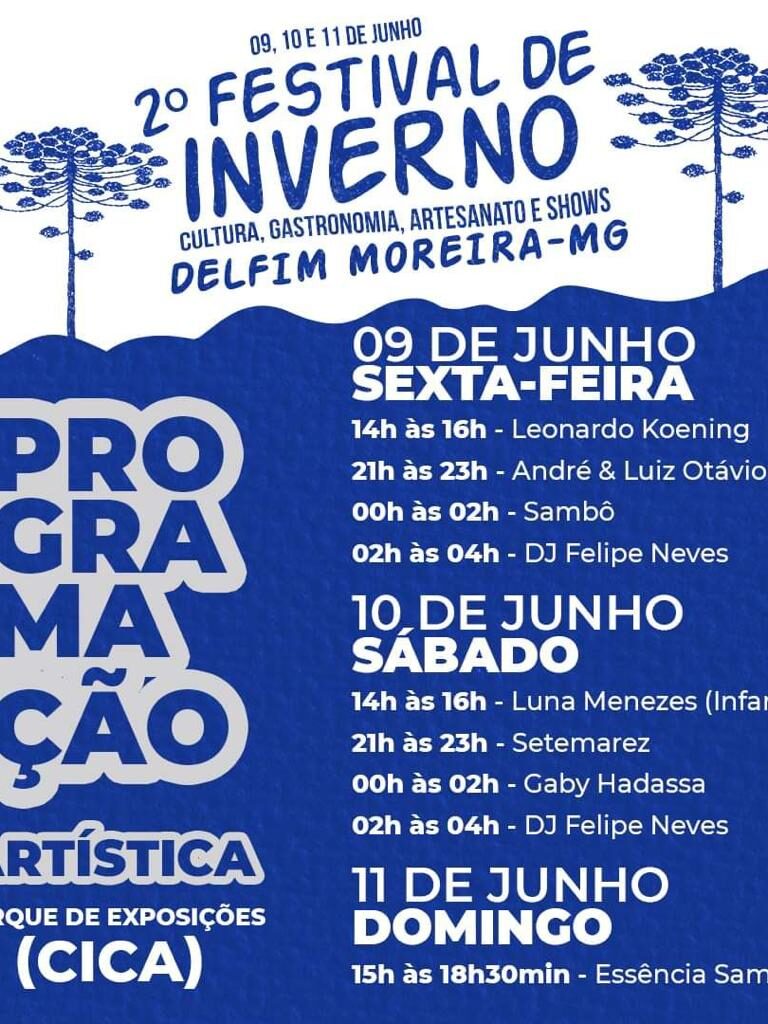 09, 10 E 11 DE JUNHO
2º FESTIVAL DE
INVERNO
CULTURA, GASTRONOMIA, ARTESANATO E SHOWS
DELFIM MOREIRA-MG
09 DE JUNHO
SEXTA-FEIRA
14h às 16h - Leonardo Koening
21h às 23h - André & Luiz Otávio
00h às 02h - Sambô
02h às 04h - DJ Felipe Neves
10 DE JUNHO
SÁBADO
14h às 16h - Luna Menezes
21h às 23h - Setemarez
00h às 02h - Gaby Hadassa
02h às 04h - DJ Felipe Neves
11 DE JUNHO
DOMINGO
15h às 18h30min - Essência
PRO
GRA
MA
ÇÃO
DE EXPOSIÇÕES
(CICA)